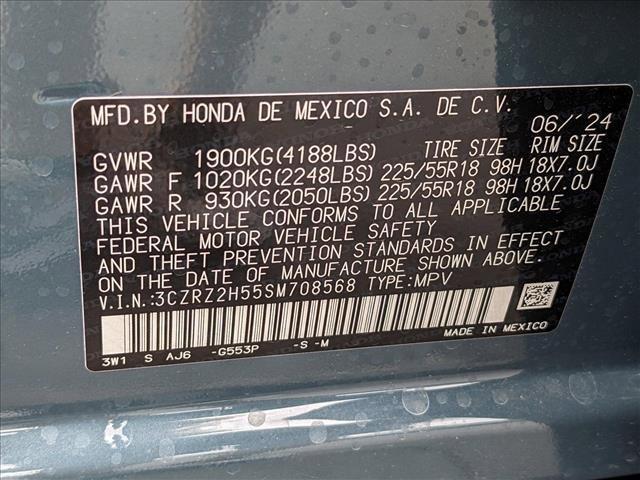 MFD. BY HONDA DE MEXICO S.A. DE C.V.
06/'24
GVWR 1900KG(4188LBS) TIRE SIZE RIM SIZE
GAWR F 1020KG(2248LBS) 225/55R18 98H 18X7.0J
GAWR R 930KG(2050LBS) 225/55R18 98H 18X7.0J
THIS VEHICLE CONFORMS TO ALL APPLICABLE
FEDERAL MOTOR VEHICLE SAFETY
AND THEFT PREVENTION STANDARDS IN EFFECT
ON THE DATE OF MANUFACTURE SHOWN ABOVE.
V.I.N.:3CZRZ2H55SM708568 TYPE:MPV
MADE IN MEXICO
3W1 S AJ6 -G553P -S -M